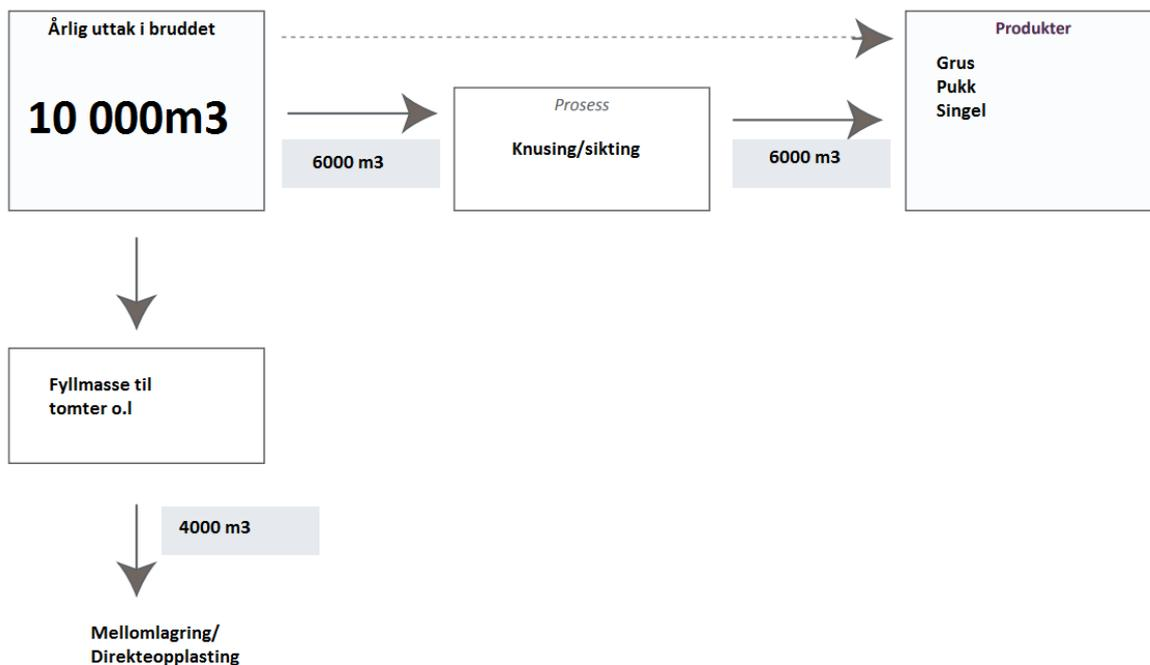 Årlig uttak i bruddet
10 000m3
6000 m3
Prosess
Knusing/sikting
6000 m3
Produkter
Grus
Pukk
Singel
Fyllmasse til
tomter o.l
4000 m3
Mellomlagring/
Direkteopplasting